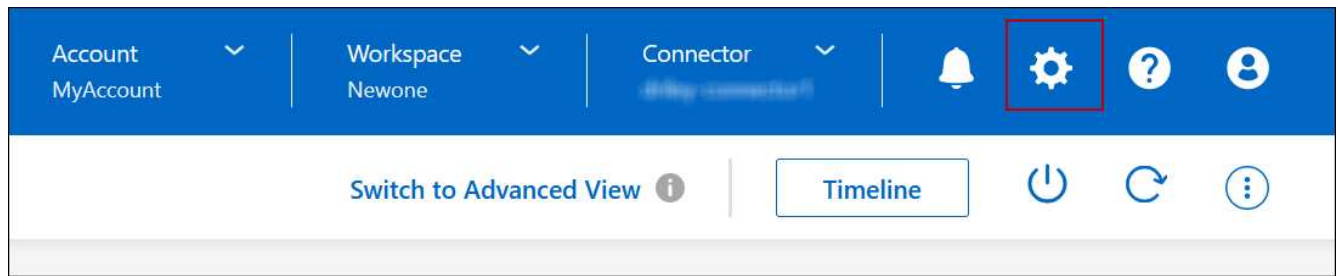 Account
MyAccount
Workspace
Newone
Connector
Switch to Advanced View
Timeline